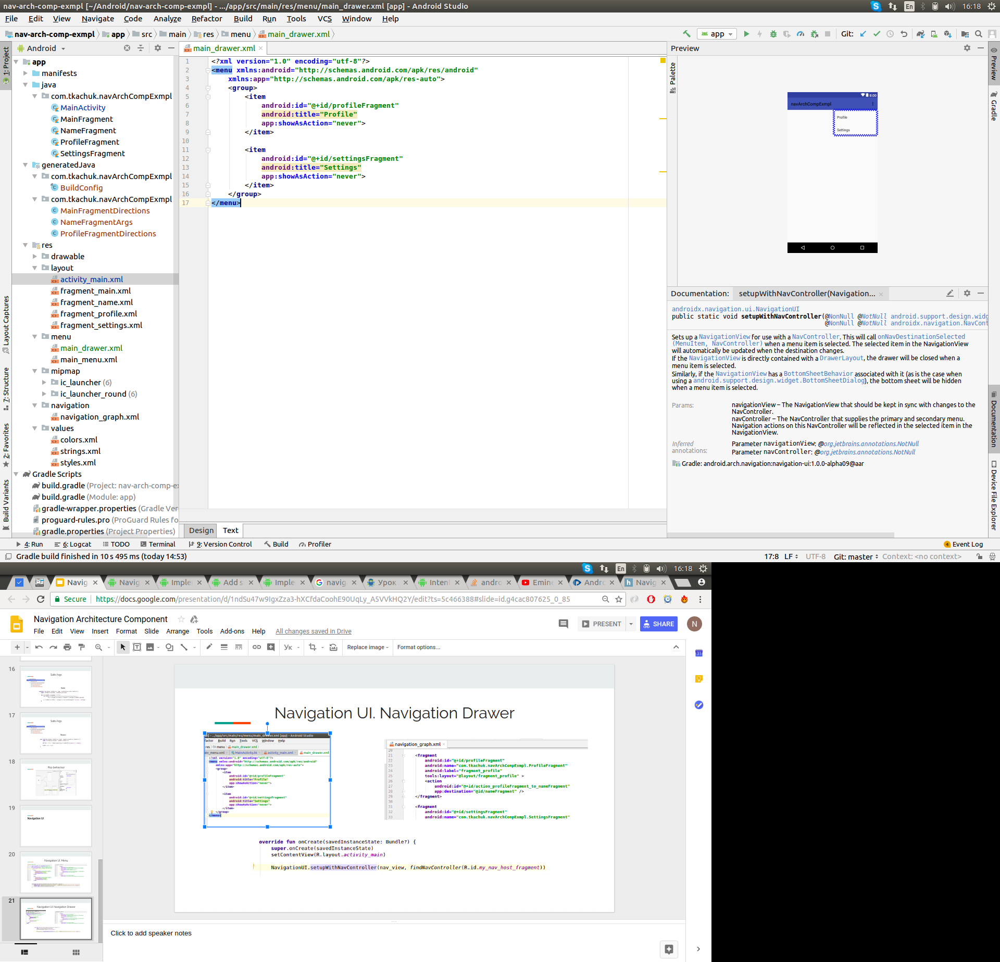 nav-arch-comp-exmpl [~/Android/nav-arch-comp-exmpl] - .../app/src/main/res/menu/main_drawer.xml [app] - Android Studio
En 16:18
File Edit View Navigate Code Analyze Refactor Build Run Tools VCS Window Help
nav-arch-comp-exmpl app src main res menu main_drawer.xml
app Git:
1: Project
Layout Captures
7: Structure
2: Favorites
Build Variants
Android
app
manifests
java
com.tkachuk.navArchCompExmpl
MainActivity
MainFragment
NameFragment
ProfileFragment
SettingsFragment
generatedJava
com.tkachuk.navArchCompExmpl
BuildConfig
com.tkachuk.navArchCompExmpl
MainFragmentDirections
NameFragmentArgs
ProfileFragmentDirections
res
drawable
layout
activity_main.xml
fragment_main.xml
fragment_name.xml
fragment_profile.xml
fragment_settings.xml
menu
main_drawer.xml
main_menu.xml
mipmap
ic_launcher (6)
ic_launcher_round (6)
navigation
navigation_graph.xml
values
colors.xml
strings.xml
styles.xml
Gradle Scripts
build.gradle (Project: nav-arch-comp-e
build.gradle (Module: app)
gradle-wrapper.properties (Gradle Ver
proguard-rules.pro (ProGuard Rules fo
gradle.properties (Project Properties)
main_drawer.xml
1 <?xml version="1.0" encoding="utf-8"?>
2 <menu xmlns:android="http://schemas.android.com/apk/res/android"
3 xmlns:app="http://schemas.android.com/apk/res-auto">
4 <group>
5 <item
6 android:id="@+id/profileFragment"
7 android:title="Profile"
8 app:showAsAction="never">
9 </item>
10
11 <item
12 android:id="@+id/settingsFragment"
13 android:title="Settings"
14 app:showAsAction="never">
15 </item>
16 </group>
17 </menu>
Design Text
Preview
Palette
8:00
navArchCompExmpl
Profile
Settings
Preview
Gradle
Documentation
Device File Explorer
Documentation: setupWithNavController(Navigation...
androidx.navigation.ui.NavigationUI
public static void setupWithNavController(@NonNull @NotNull android.support.design.widg
@NonNull @NotNull androidx.navigation.NavCont
Sets up a NavigationView for use with a NavController. This will call onNavDestinationSelected
(MenuItem, NavController) when a menu item is selected. The selected item in the NavigationView
will automatically be updated when the destination changes.
If the NavigationView is directly contained with a DrawerLayout, the drawer will be closed when a
menu item is selected.
Similarly, if the NavigationView has a BottomSheetBehavior associated with it (as is the case when
using a android.support.design.widget.BottomSheetDialog), the bottom sheet will be hidden
when a menu item is selected.
Params: navigationView – The NavigationView that should be kept in sync with changes to the
NavController.
navController – The NavController that supplies the primary and secondary menu.
Navigation actions on this NavController will be reflected in the selected item in the
NavigationView.
Inferred Parameter navigationView: @org.jetbrains.annotations.NotNull
annotations: Parameter navController: @org.jetbrains.annotations.NotNull
Gradle: android.arch.navigation:navigation-ui:1.0.0-alpha09@aar
4: Run 6: Logcat TODO Terminal 9: Version Control Build Profiler 4 Event Log
Gradle build finished in 10 s 495 ms (today 14:53) 17:8 LF UTF-8 Git: master Context: <no context>
En 16:18
Navig Navig Imple Add s Imple navig Урок Inten andro Emine Andro Navig
Secure https://docs.google.com/presentation/d/1ndSu47w9IgxZza3-hXCfdaCoohE90UqLy_A5VVkHQ2Y/edit?ts=5c466388#slide=id.g4cac807625_0_85
Navigation Architecture Component
PRESENT SHARE N
File Edit View Insert Format Slide Arrange Tools Add-ons Help All changes saved in Drive
Ук Replace image Format options...
31
16 Safe Args
17 Safe Args
18 Pop behaviour
19 Navigation UI
20 Navigation UI. Menu
21 Navigation UI. Navigation Drawer
Navigation UI. Navigation Drawer
] - .../app/src/main/res/menu/main_drawer.xml [app] - Android Studio
factor Build Run Tools VCS Window Help
res menu main_drawer.xml
in_menu.xml MainActivity.kt activity_main.xml main_drawer.xml
<?xml version="1.0" encoding="utf-8"?>
<menu xmlns:android="http://schemas.android.com/apk/res/android"
xmlns:app="http://schemas.android.com/apk/res-auto">
<group>
<item
android:id="@+id/profileFragment"
android:title="Profile"
app:showAsAction="never">
</item>
<item
android:id="@+id/settingsFragment"
android:title="Settings"
app:showAsAction="never">
</item>
</group>
</menu>
navigation_graph.xml
20
21 <fragment
22 android:id="@+id/profileFragment"
23 android:name="com.tkachuk.navArchCompExmpl.ProfileFragment"
24 android:label="fragment_profile"
25 tools:layout="@layout/fragment_profile" >
26 <action
27 android:id="@+id/action_profileFragment_to_nameFragment"
28 app:destination="@id/nameFragment" />
29 </fragment>
30
31 <fragment
32 android:id="@+id/settingsFragment"
33 android:name="com.tkachuk.navArchCompExmpl.SettingsFragment"
override fun onCreate(savedInstanceState: Bundle?) {
super.onCreate(savedInstanceState)
setContentView(R.layout.activity_main)
NavigationUI.setupWithNavController(nav_view, findNavController(R.id.my_nav_host_fragment))
Click to add speaker notes